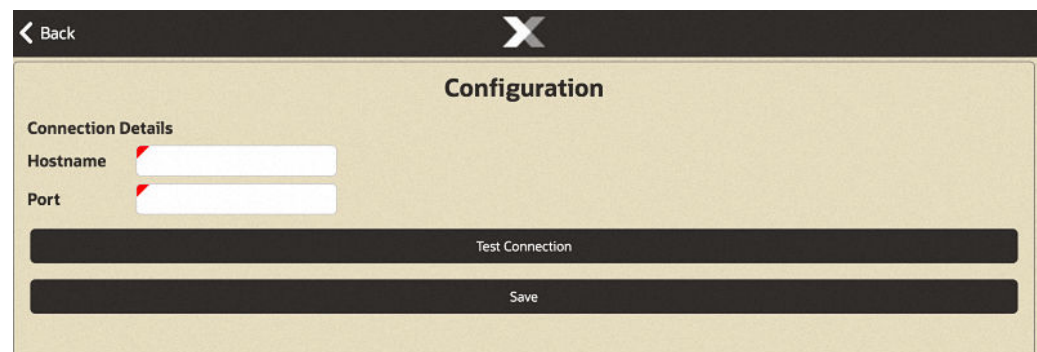 Back
Configuration
Connection Details
Hostname
Port
Test Connection
Save